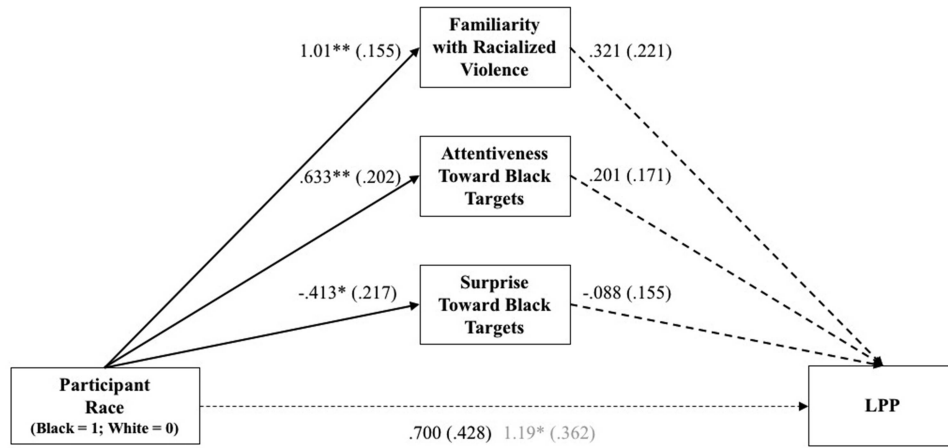 Familiarity
with Racialized
Violence
1.01** (.155)
.321 (.221)
Attentiveness
Toward Black
Targets
.633** (.202)
.201 (.171)
Surprise
Toward Black
Targets
-.413* (.217)
-.088 (.155)
Participant
Race
(Black = 1; White = 0)
LPP
.700 (.428) 1.19* (.362)